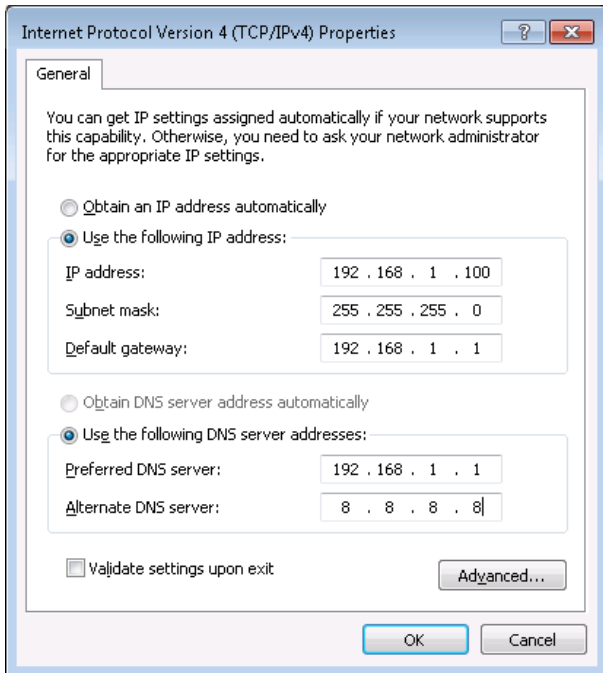 Internet Protocol Version 4 (TCP/IPv4) Properties
General
You can get IP settings assigned automatically if your network supports
this capability. Otherwise, you need to ask your network administrator
for the appropriate IP settings.
Obtain an IP address automatically
Use the following IP address:
IP address: 192 . 168 . 1 . 100
Subnet mask: 255 . 255 . 255 . 0
Default gateway: 192 . 168 . 1 . 1
Obtain DNS server address automatically
Use the following DNS server addresses:
Preferred DNS server: 192 . 168 . 1 . 1
Alternate DNS server: 8 . 8 . 8 . 8
Validate settings upon exit
Advanced...
OK Cancel